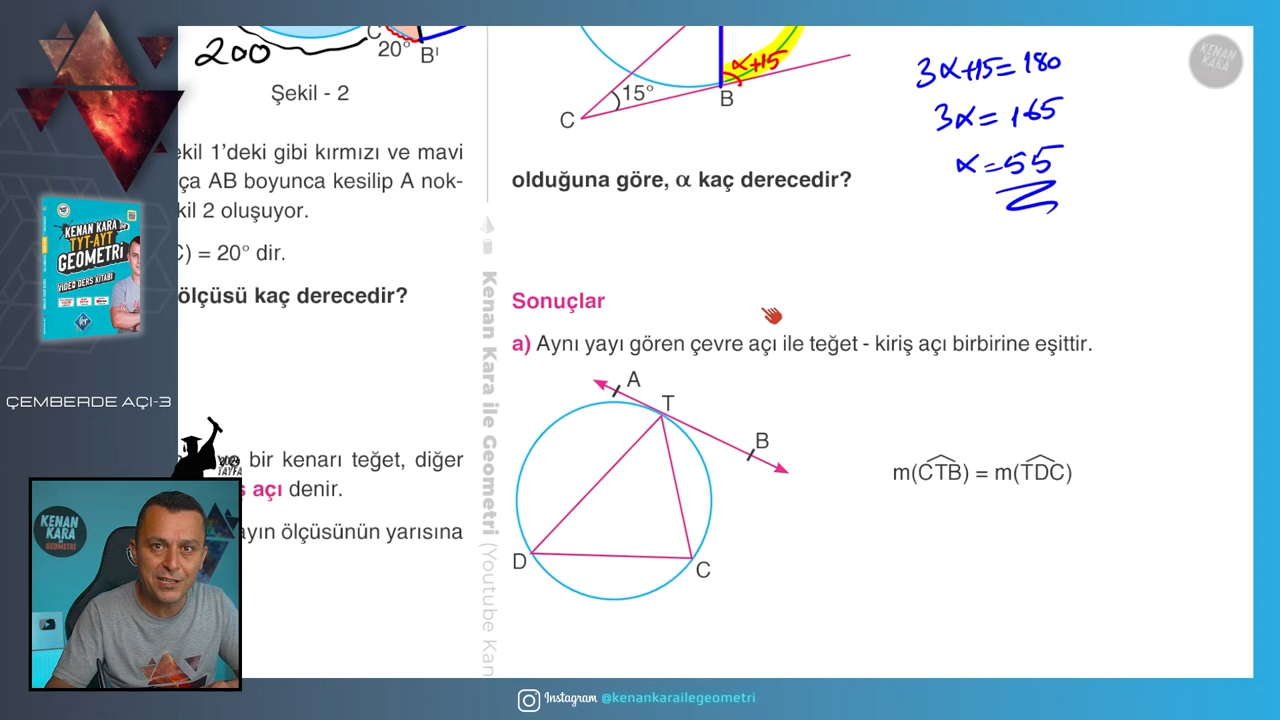 200
C
20°
B'
Şekil - 2
ekil 1'deki gibi kırmızı ve mavi
ça AB boyunca kesilip A nok-
kil 2 oluşuyor.
C) = 20° dir.
ölçüsü kaç derecedir?
bir kenarı teğet, diğer
ş açı denir.
ayın ölçüsünün yarısına
α+15
15°
C
B
3α+15=180
3α=165
α=55
olduğuna göre, α kaç derecedir?
Sonuçlar
a) Aynı yayı gören çevre açı ile teğet - kiriş açı birbirine eşittir.
A
T
B
D
C
m(CTB) = m(TDC)
Kenan Kara ile Geometri (Youtube Kan
KENAN KARA
KENAN KARA
TYT-AYT
GEOMETRİ
VİDEO DERS KİTABI
ÇEMBERDE AÇI-3
TAYFA
KENAN
KARA
GEOMETRİ
Instagram @kenankarailegeometri